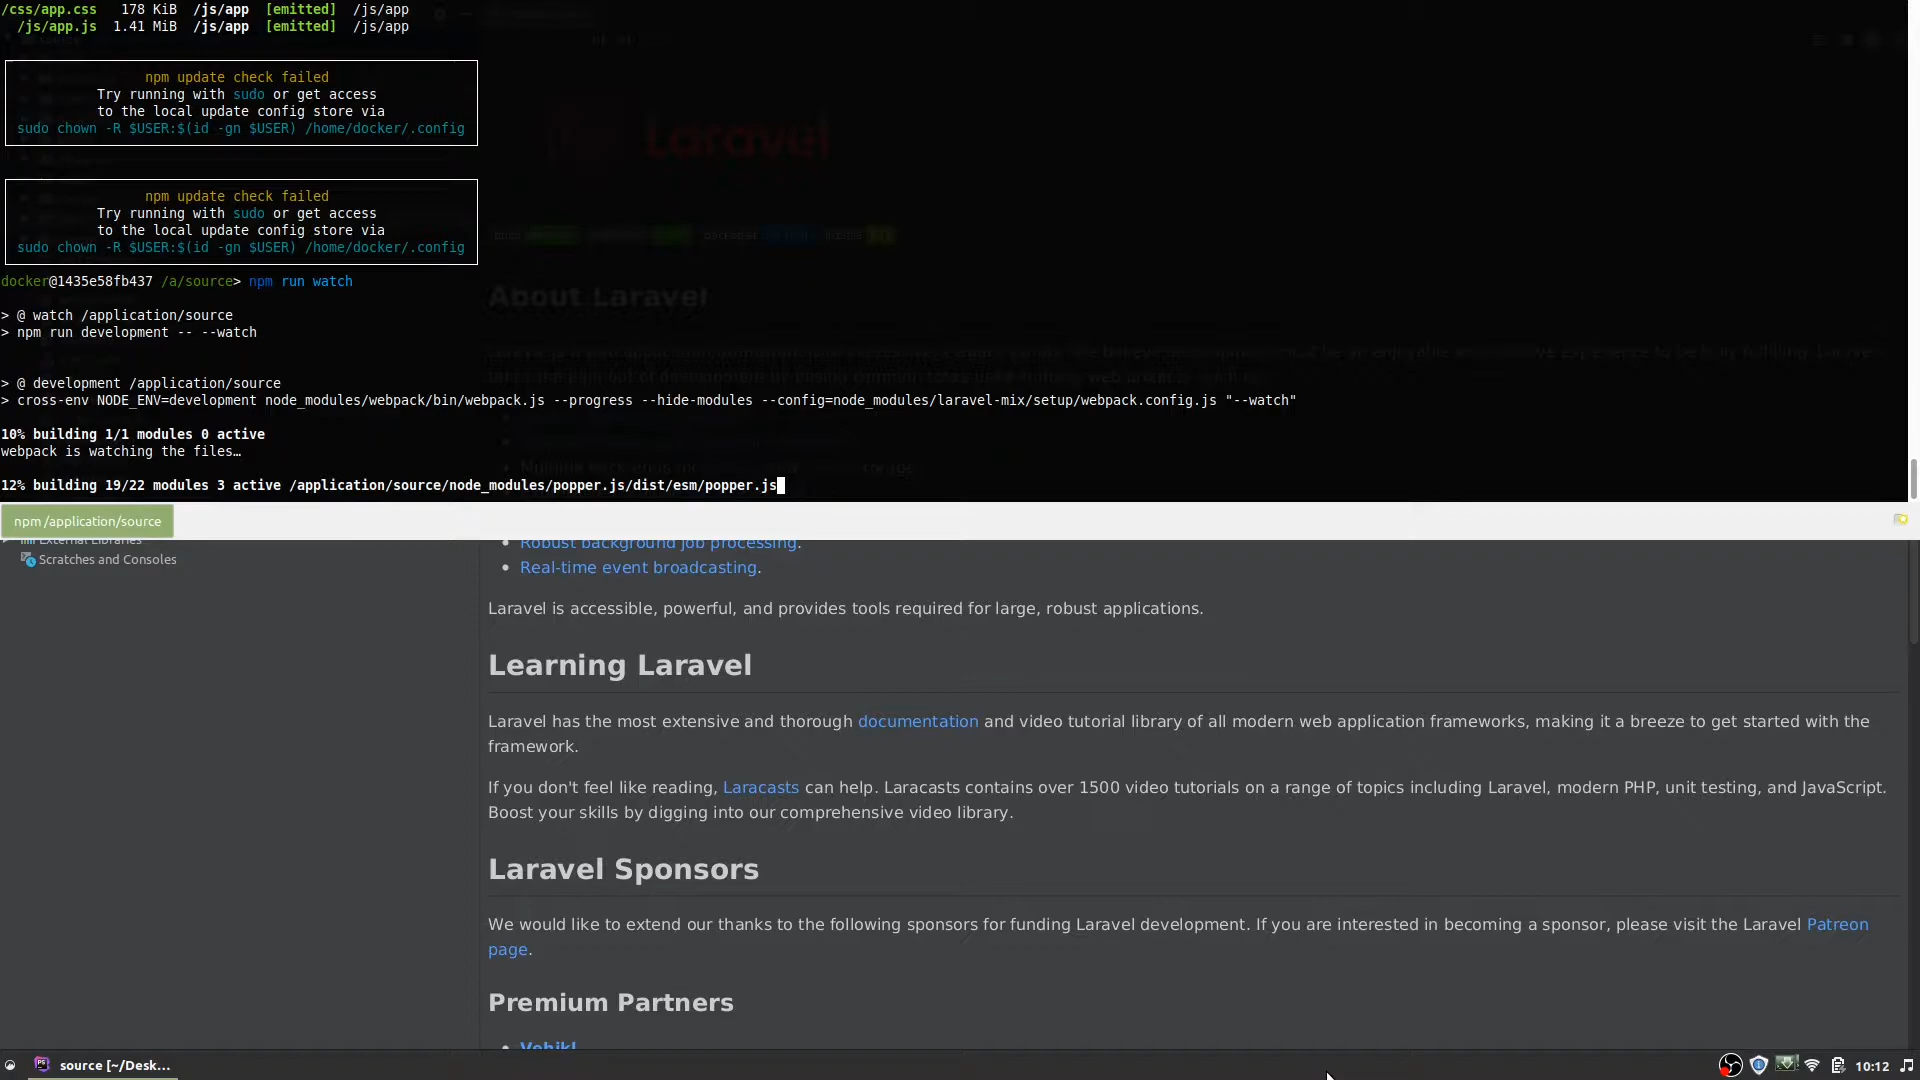 /css/app.css 178 KiB /js/app [emitted] /js/app
/js/app.js 1.41 MiB /js/app [emitted] /js/app
npm update check failed
Try running with sudo or get access
to the local update config store via
sudo chown -R $USER:$(id -gn $USER) /home/docker/.config
npm update check failed
Try running with sudo or get access
to the local update config store via
sudo chown -R $USER:$(id -gn $USER) /home/docker/.config
Laravel
docker@1435e58fb437 /a/source> npm run watch
About Laravel
> @ watch /application/source
> npm run development -- --watch
> @ development /application/source
> cross-env NODE_ENV=development node_modules/webpack/bin/webpack.js --progress --hide-modules --config=node_modules/laravel-mix/setup/webpack.config.js "--watch"
10% building 1/1 modules 0 active
webpack is watching the files…
12% building 19/22 modules 3 active /application/source/node_modules/popper.js/dist/esm/popper.js
npm /application/source
External Libraries
Scratches and Consoles
Robust background job processing.
Real-time event broadcasting.
Laravel is accessible, powerful, and provides tools required for large, robust applications.
Learning Laravel
Laravel has the most extensive and thorough documentation and video tutorial library of all modern web application frameworks, making it a breeze to get started with the
framework.
If you don't feel like reading, Laracasts can help. Laracasts contains over 1500 video tutorials on a range of topics including Laravel, modern PHP, unit testing, and JavaScript.
Boost your skills by digging into our comprehensive video library.
Laravel Sponsors
We would like to extend our thanks to the following sponsors for funding Laravel development. If you are interested in becoming a sponsor, please visit the Laravel Patreon
page.
Premium Partners
Vehikl
source [~/Desk...
10:12